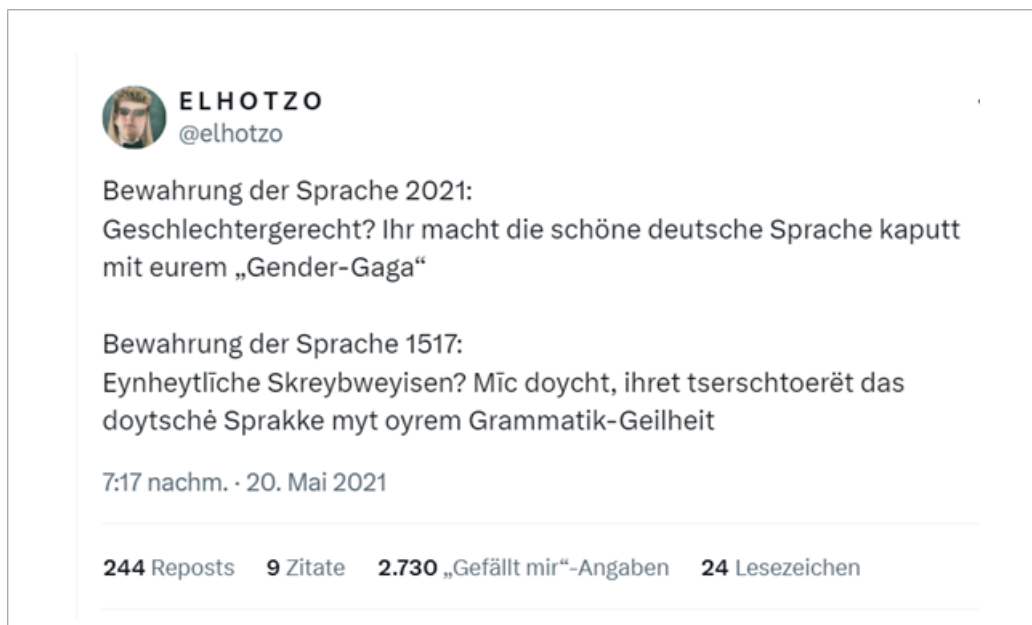 ELHOTZO
@elhotzo
Bewahrung der Sprache 2021:
Geschlechtergerecht? Ihr macht die schöne deutsche Sprache kaputt
mit eurem „Gender-Gaga“
Bewahrung der Sprache 1517:
Eynheytlīche Skreybweyisen? Mīc doycht, ihret tserschtoerët das
doytschė Sprakke myt oyrem Grammatik-Geilheit
7:17 nachm. · 20. Mai 2021
244 Reposts 9 Zitate 2.730 „Gefällt mir“-Angaben 24 Lesezeichen